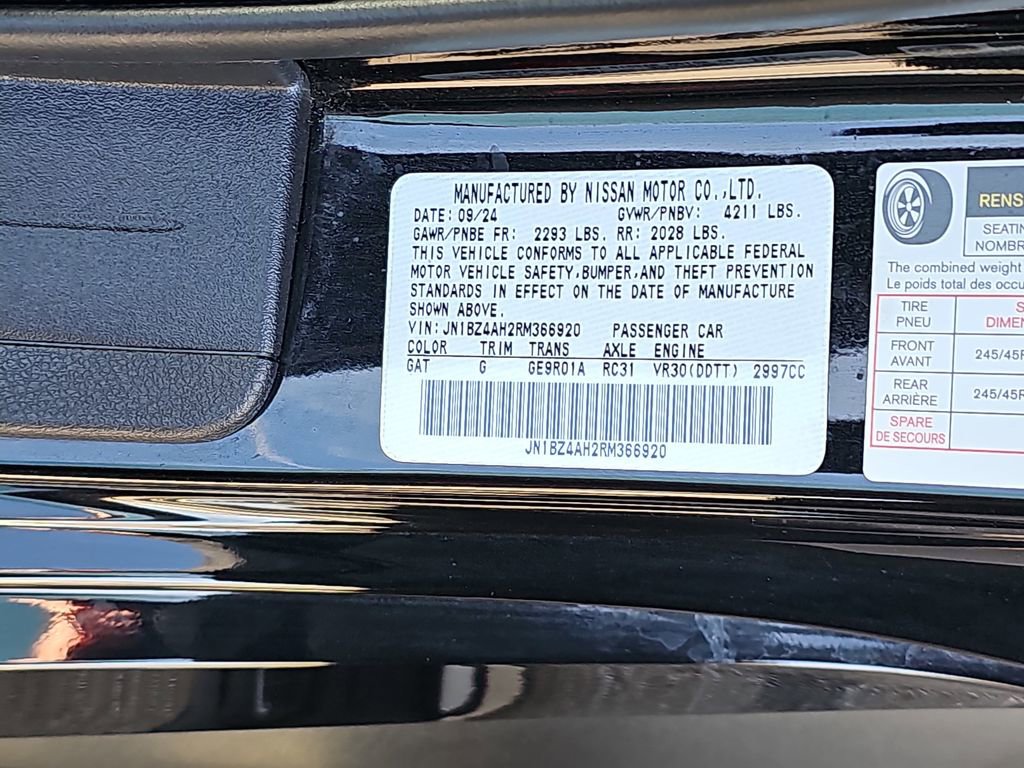 MANUFACTURED BY NISSAN MOTOR CO.,LTD.
DATE: 09/24 GVWR/PNBV: 4211 LBS.
GAWR/PNBE FR: 2293 LBS. RR: 2028 LBS.
THIS VEHICLE CONFORMS TO ALL APPLICABLE FEDERAL
MOTOR VEHICLE SAFETY,BUMPER,AND THEFT PREVENTION
STANDARDS IN EFFECT ON THE DATE OF MANUFACTURE
SHOWN ABOVE.
VIN: JN1BZ4AH2RM366920 PASSENGER CAR
COLOR TRIM TRANS AXLE ENGINE
GAT G GE9R01A RC31 VR30(DDTT) 2997CC
JN1BZ4AH2RM366920
RENS
SEATIN
NOMBR
The combined weight
Le poids total des occu
TIRE
PNEU
S
DIMEN
FRONT
AVANT
245/45R
REAR
ARRIÈRE
245/45R
SPARE
DE SECOURS